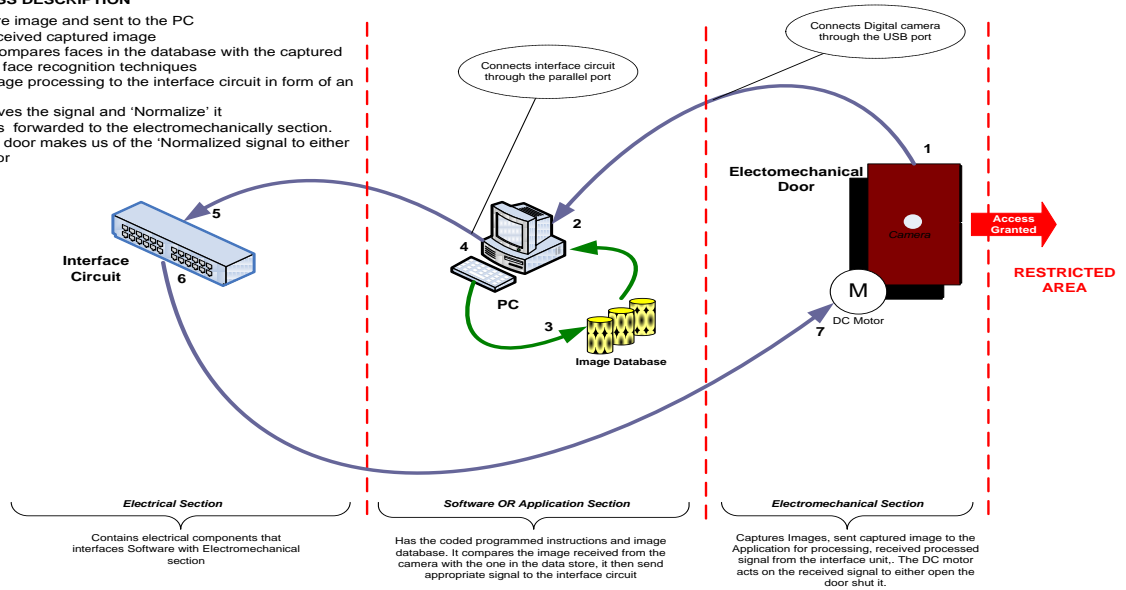 SS DESCRIPTION
re image and sent to the PC
ceived captured image
ompares faces in the database with the captured
face recognition techniques
age processing to the interface circuit in form of an
ves the signal and ‘Normalize’ it
s forwarded to the electromechanically section.
door makes us of the ‘Normalized signal to either
or
Connects interface circuit
through the parallel port
Connects Digital camera
through the USB port
1
Electomechanical
Door
Camera
Access
Granted
RESTRICTED
AREA
M
DC Motor
7
2
4
PC
3
Image Database
5
Interface
Circuit
6
Electrical Section
Contains electrical components that
interfaces Software with Electromechanical
section
Software OR Application Section
Has the coded programmed instructions and image
database. It compares the image received from the
camera with the one in the data store, it then send
appropriate signal to the interface circuit
Electromechanical Section
Captures Images, sent captured image to the
Application for processing, received processed
signal from the interface unit,. The DC motor
acts on the received signal to either open the
door shut it.